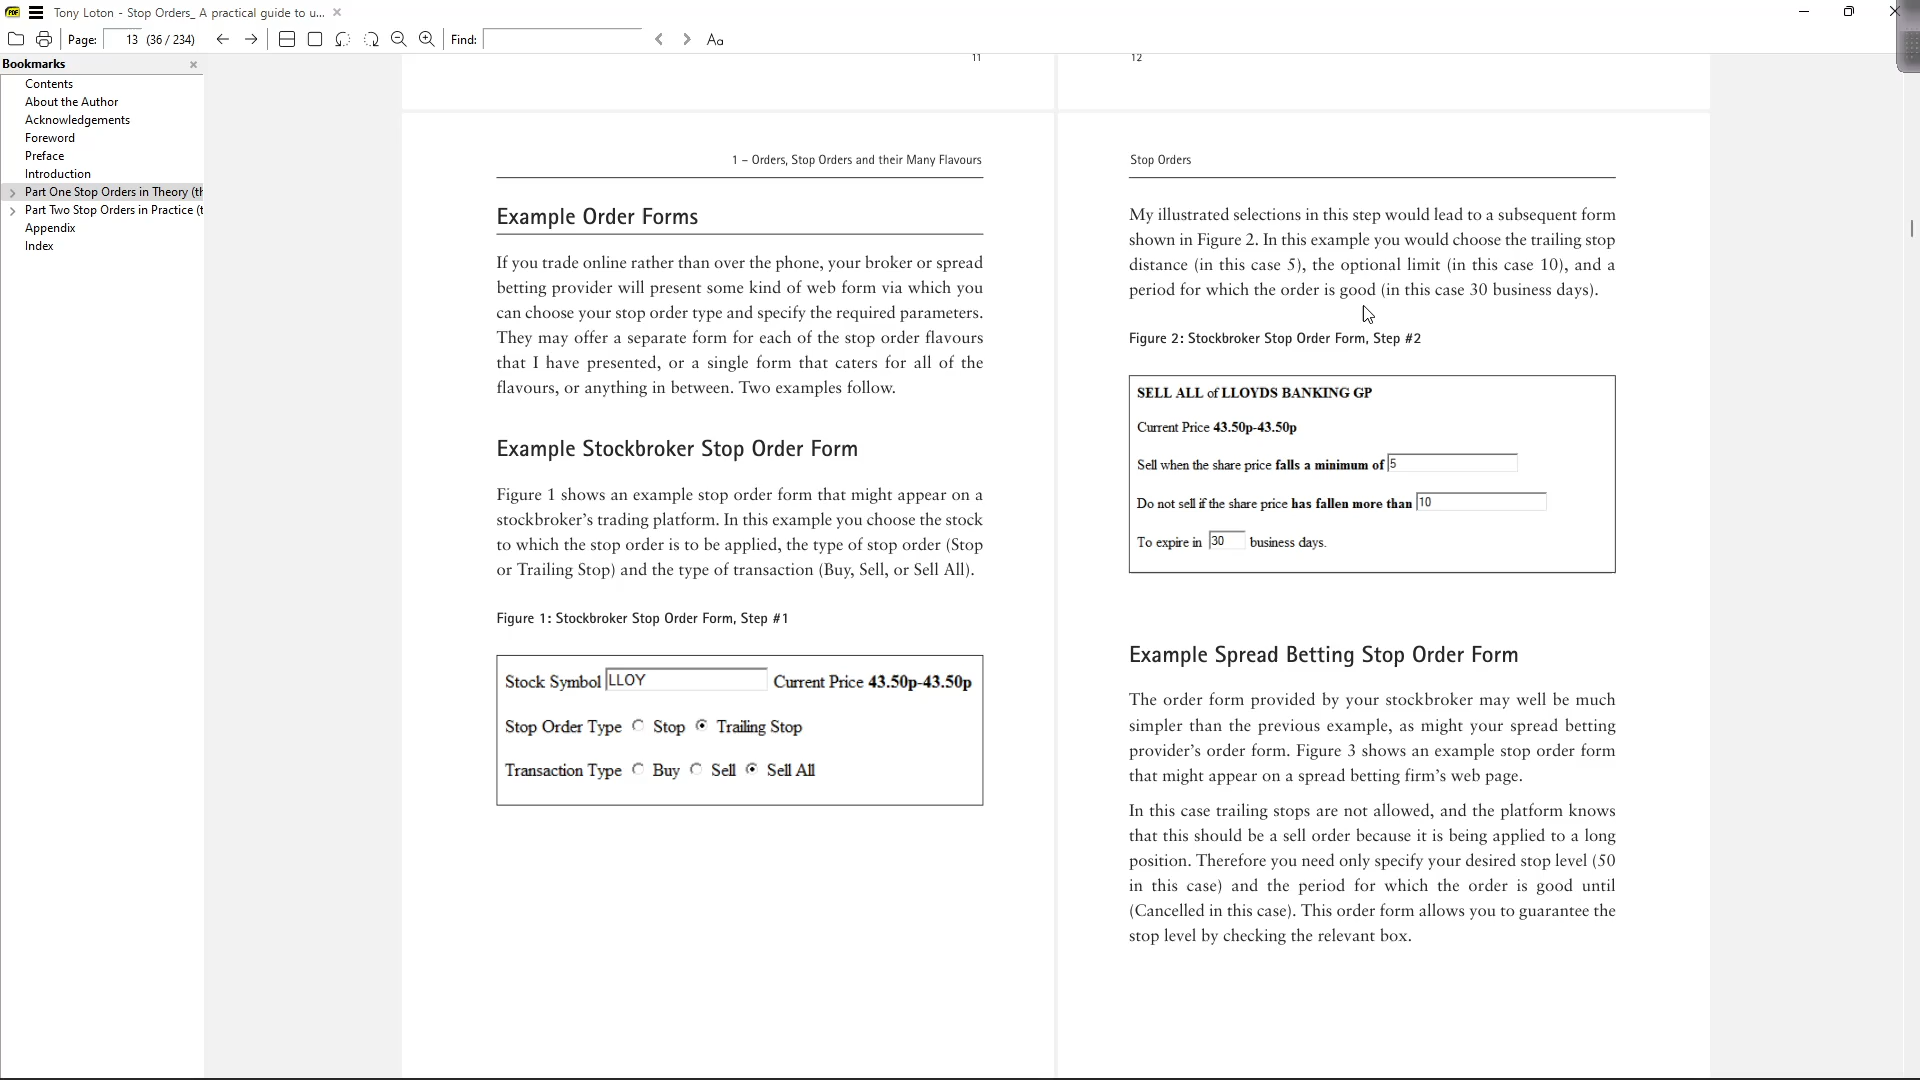 Tony Loton - Stop Orders_ A practical guide to u...
Page: 13 (36 / 234) Find: Aa
Bookmarks
Contents
About the Author
Acknowledgements
Foreword
Preface
Introduction
Part One Stop Orders in Theory (th
Part Two Stop Orders in Practice (t
Appendix
Index
11
1 – Orders, Stop Orders and their Many Flavours
Example Order Forms
If you trade online rather than over the phone, your broker or spread
betting provider will present some kind of web form via which you
can choose your stop order type and specify the required parameters.
They may offer a separate form for each of the stop order flavours
that I have presented, or a single form that caters for all of the
flavours, or anything in between. Two examples follow.
Example Stockbroker Stop Order Form
Figure 1 shows an example stop order form that might appear on a
stockbroker's trading platform. In this example you choose the stock
to which the stop order is to be applied, the type of stop order (Stop
or Trailing Stop) and the type of transaction (Buy, Sell, or Sell All).
Figure 1: Stockbroker Stop Order Form, Step #1
Stock Symbol LLOY Current Price 43.50p-43.50p
Stop Order Type Stop Trailing Stop
Transaction Type Buy Sell Sell All
12
Stop Orders
My illustrated selections in this step would lead to a subsequent form
shown in Figure 2. In this example you would choose the trailing stop
distance (in this case 5), the optional limit (in this case 10), and a
period for which the order is good (in this case 30 business days).
Figure 2: Stockbroker Stop Order Form, Step #2
SELL ALL of LLOYDS BANKING GP
Current Price 43.50p-43.50p
Sell when the share price falls a minimum of 5
Do not sell if the share price has fallen more than 10
To expire in 30 business days.
Example Spread Betting Stop Order Form
The order form provided by your stockbroker may well be much
simpler than the previous example, as might your spread betting
provider's order form. Figure 3 shows an example stop order form
that might appear on a spread betting firm's web page.
In this case trailing stops are not allowed, and the platform knows
that this should be a sell order because it is being applied to a long
position. Therefore you need only specify your desired stop level (50
in this case) and the period for which the order is good until
(Cancelled in this case). This order form allows you to guarantee the
stop level by checking the relevant box.